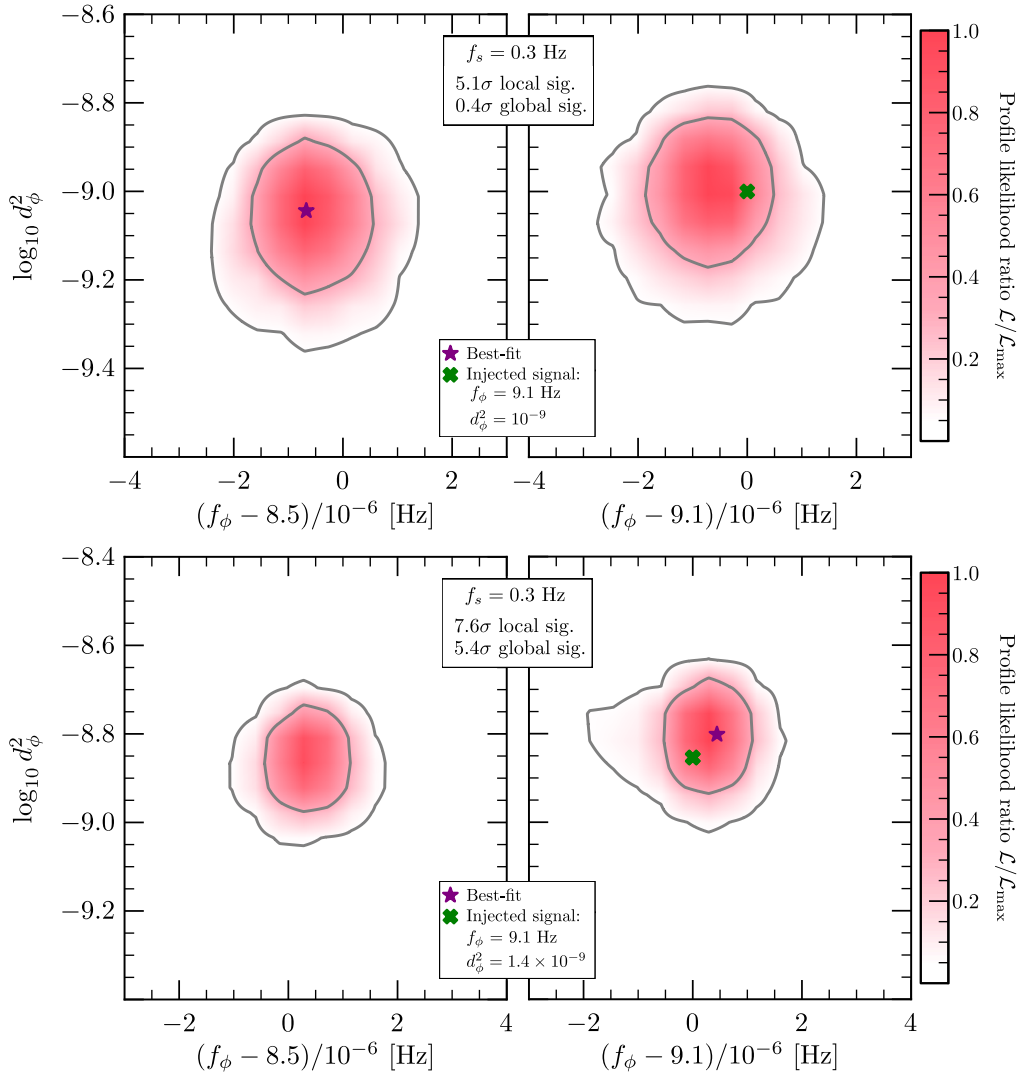 −8.6
−8.8
−9.0
−9.2
−9.4
log₁₀ d²_ϕ
f_s = 0.3 Hz
5.1σ local sig.
0.4σ global sig.
Best-fit
Injected signal:
f_ϕ = 9.1 Hz
d²_ϕ = 10⁻⁹
−4 −2 0 2
(f_ϕ − 8.5)/10⁻⁶ [Hz]
−4 −2 0 2
(f_ϕ − 9.1)/10⁻⁶ [Hz]
1.0
0.8
0.6
0.4
0.2
Profile likelihood ratio ℒ/ℒ_max
−8.4
−8.6
−8.8
−9.0
−9.2
log₁₀ d²_ϕ
f_s = 0.3 Hz
7.6σ local sig.
5.4σ global sig.
Best-fit
Injected signal:
f_ϕ = 9.1 Hz
d²_ϕ = 1.4 × 10⁻⁹
−2 0 2 4
(f_ϕ − 8.5)/10⁻⁶ [Hz]
−2 0 2 4
(f_ϕ − 9.1)/10⁻⁶ [Hz]
1.0
0.8
0.6
0.4
0.2
Profile likelihood ratio ℒ/ℒ_max